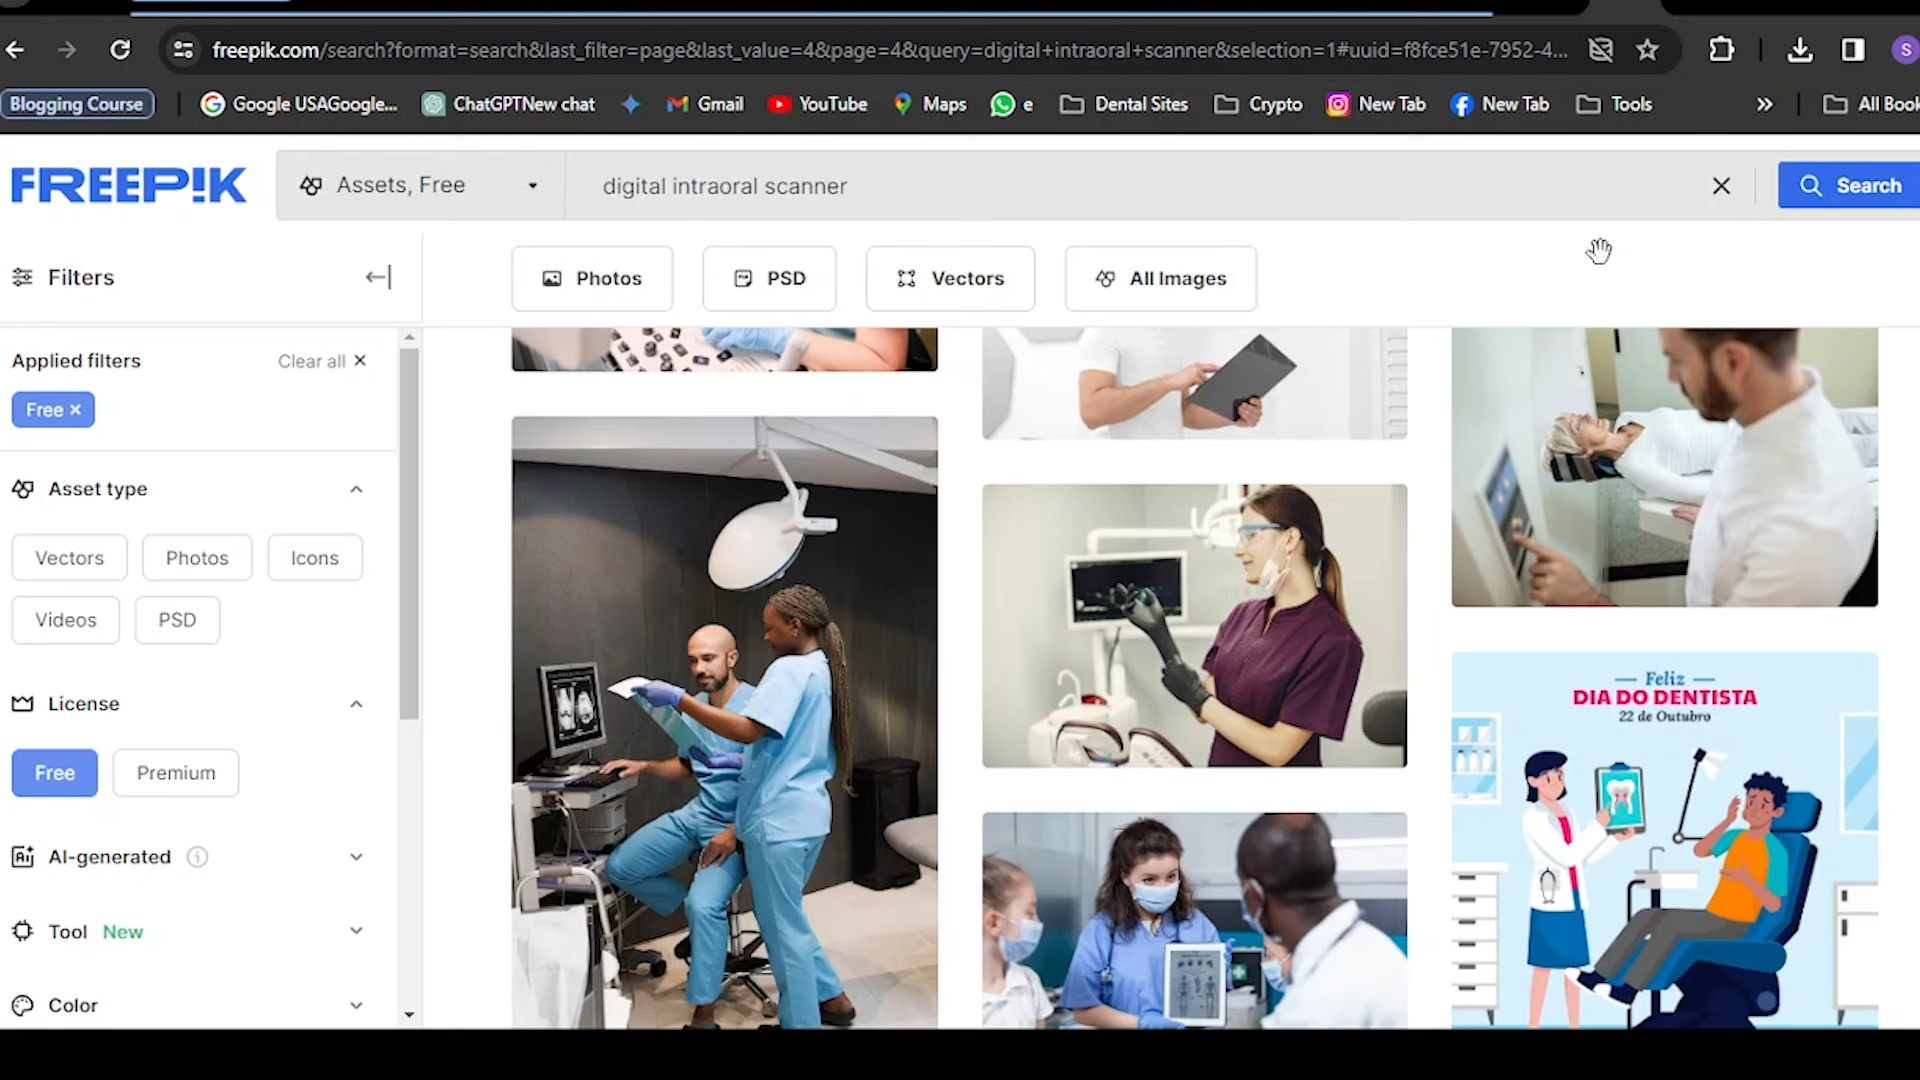 freepik.com/search?format=search&last_filter=page&last_value=4&page=4&query=digital+intraoral+scanner&selection=1#uuid=f8fce51e-7952-4...
S
Blogging Course
Google USAGoogle...
ChatGPTNew chat
Gmail
YouTube
Maps
e
Dental Sites
Crypto
New Tab
New Tab
Tools
»
All Book
FREEP!K
Assets, Free
digital intraoral scanner
Search
Filters
Photos
PSD
Vectors
All Images
Applied filters
Clear all
Free
Asset type
Vectors
Photos
Icons
Videos
PSD
License
Free
Premium
AI-generated
Tool New
Color
Feliz
DIA DO DENTISTA
22 de Outubro